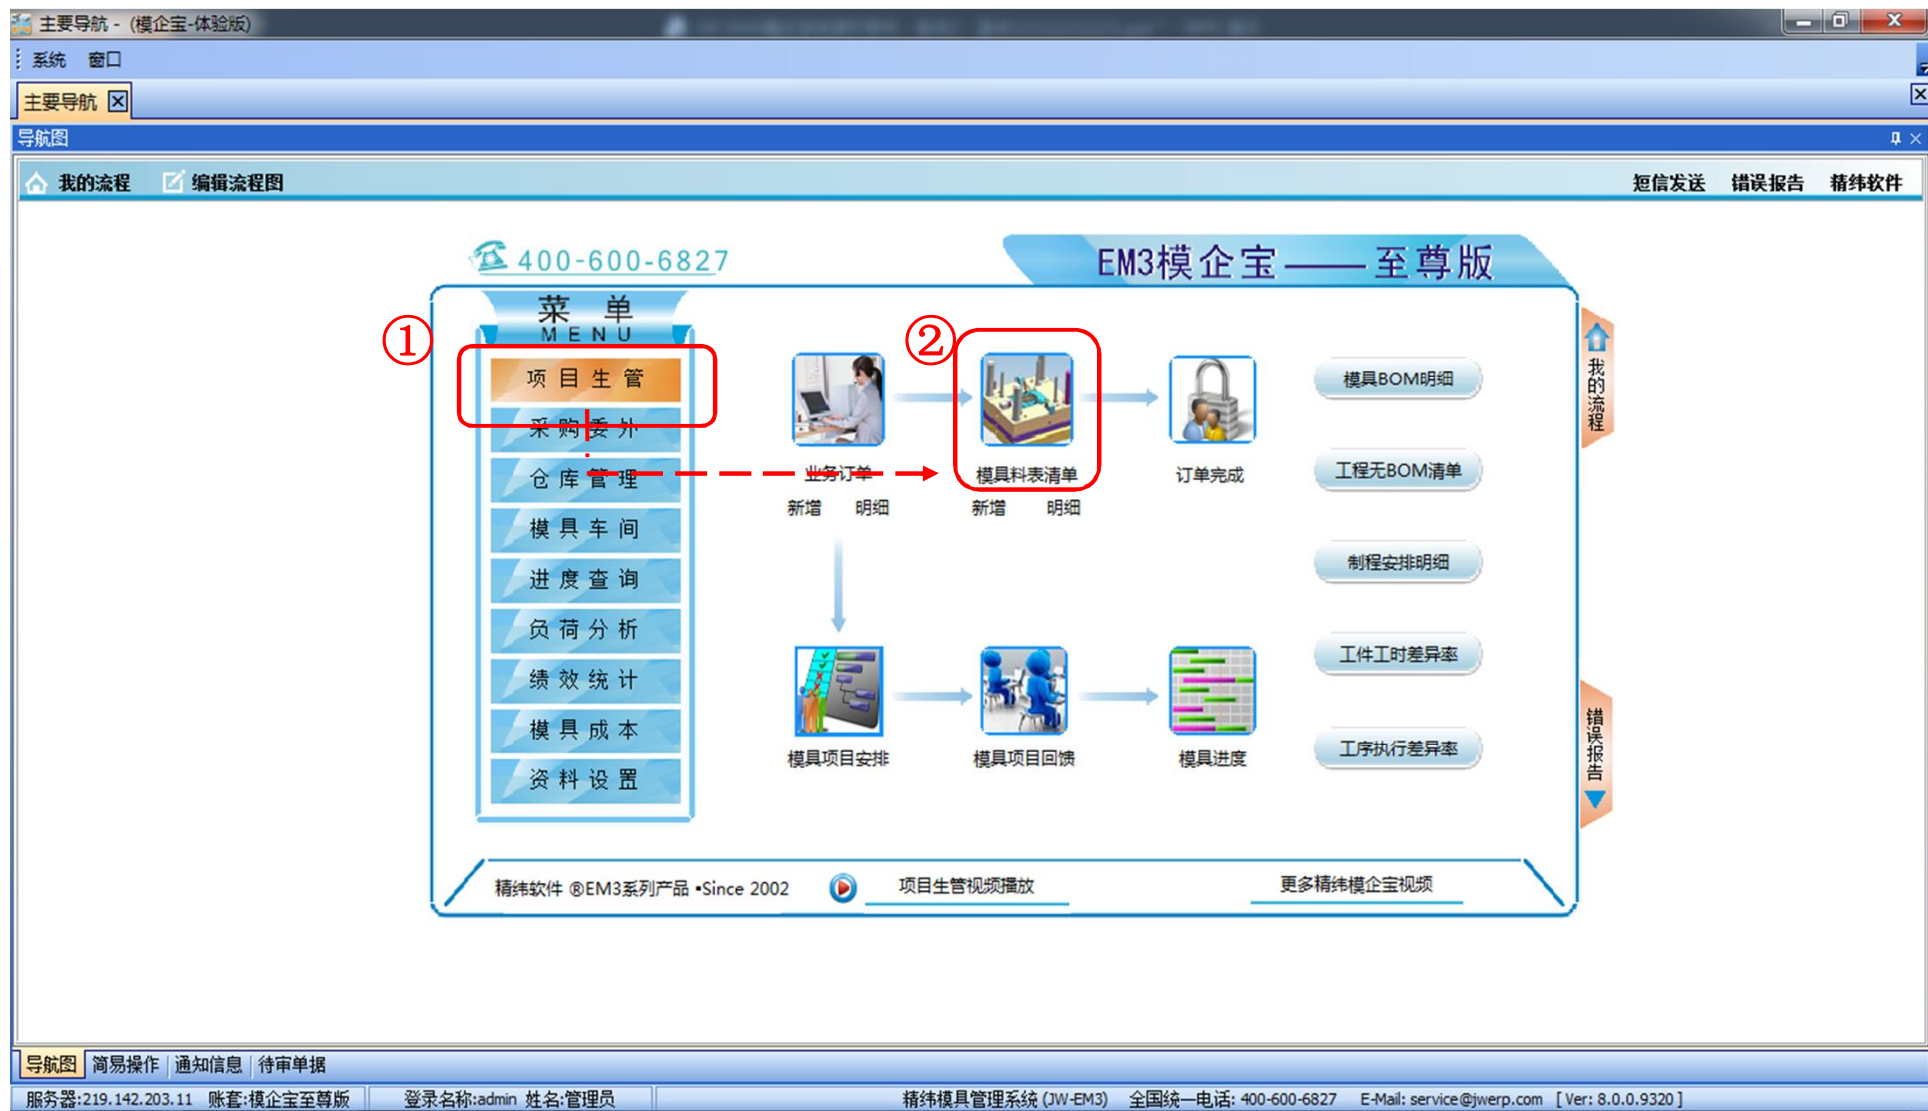 主要导航 - (模企宝-体验版)
系统 窗口
主要导航
导航图
我的流程 编辑流程图 短信发送 错误报告 精纬软件
400-600-6827
EM3模企宝——至尊版
菜 单
MENU
①
②
项目生管
采购委外
仓库管理
模具车间
进度查询
负荷分析
绩效统计
模具成本
资料设置
业务订单
新增 明细
模具料表清单
新增 明细
订单完成
模具项目安排
模具项目回馈
模具进度
模具BOM明细
工程无BOM清单
制程安排明细
工件工时差异率
工序执行差异率
我的流程
错误报告
精纬软件 ®EM3系列产品 •Since 2002
项目生管视频播放
更多精纬模企宝视频
导航图 简易操作 通知信息 待审单据
服务器:219.142.203.11 账套:模企宝至尊版 登录名称:admin 姓名:管理员 精纬模具管理系统 (JW-EM3) 全国统一电话: 400-600-6827 E-Mail: service@jwerp.com [ Ver: 8.0.0.9320 ]